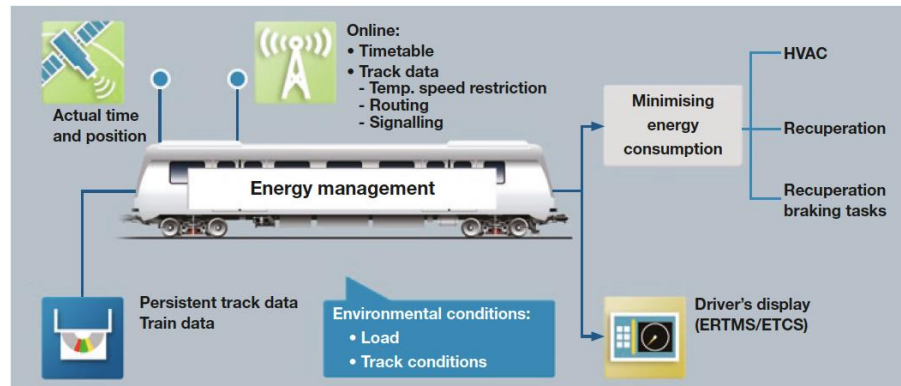 Online:
• Timetable
• Track data
- Temp. speed restriction
- Routing
- Signalling
Actual time
and position
Energy management
Minimising
energy
consumption
HVAC
Recuperation
Recuperation
braking tasks
Persistent track data
Train data
Environmental conditions:
• Load
• Track conditions
Driver's display
(ERTMS/ETCS)